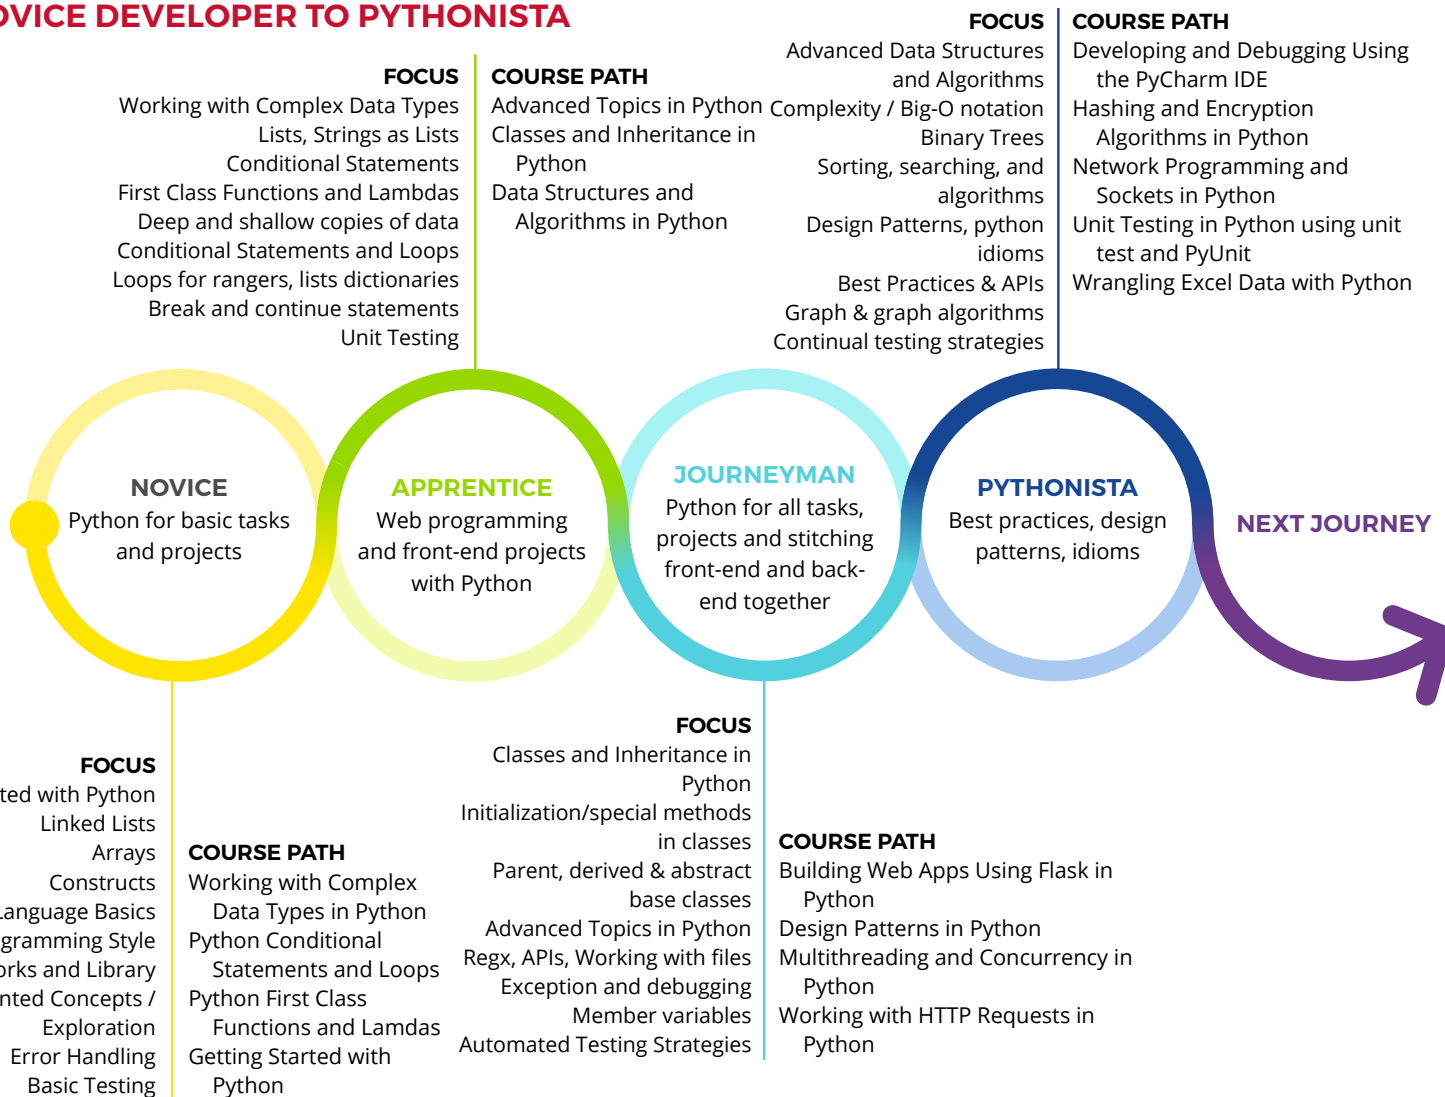 OVICE DEVELOPER TO PYTHONISTA
FOCUS
Working with Complex Data Types
Lists, Strings as Lists
Conditional Statements
First Class Functions and Lambdas
Deep and shallow copies of data
Conditional Statements and Loops
Loops for rangers, lists dictionaries
Break and continue statements
Unit Testing
COURSE PATH
Advanced Topics in Python
Classes and Inheritance in
Python
Data Structures and
Algorithms in Python
FOCUS
Advanced Data Structures
and Algorithms
Complexity / Big-O notation
Binary Trees
Sorting, searching, and
algorithms
Design Patterns, python
idioms
Best Practices & APIs
Graph & graph algorithms
Continual testing strategies
COURSE PATH
Developing and Debugging Using
the PyCharm IDE
Hashing and Encryption
Algorithms in Python
Network Programming and
Sockets in Python
Unit Testing in Python using unit
test and PyUnit
Wrangling Excel Data with Python
NOVICE
Python for basic tasks
and projects
APPRENTICE
Web programming
and front-end projects
with Python
JOURNEYMAN
Python for all tasks,
projects and stitching
front-end and back-
end together
PYTHONISTA
Best practices, design
patterns, idioms
NEXT JOURNEY
FOCUS
ted with Python
Linked Lists
Arrays
Constructs
Language Basics
gramming Style
orks and Library
nted Concepts /
Exploration
Error Handling
Basic Testing
COURSE PATH
Working with Complex
Data Types in Python
Python Conditional
Statements and Loops
Python First Class
Functions and Lamdas
Getting Started with
Python
FOCUS
Classes and Inheritance in
Python
Initialization/special methods
in classes
Parent, derived & abstract
base classes
Advanced Topics in Python
Regx, APIs, Working with files
Exception and debugging
Member variables
Automated Testing Strategies
COURSE PATH
Building Web Apps Using Flask in
Python
Design Patterns in Python
Multithreading and Concurrency in
Python
Working with HTTP Requests in
Python